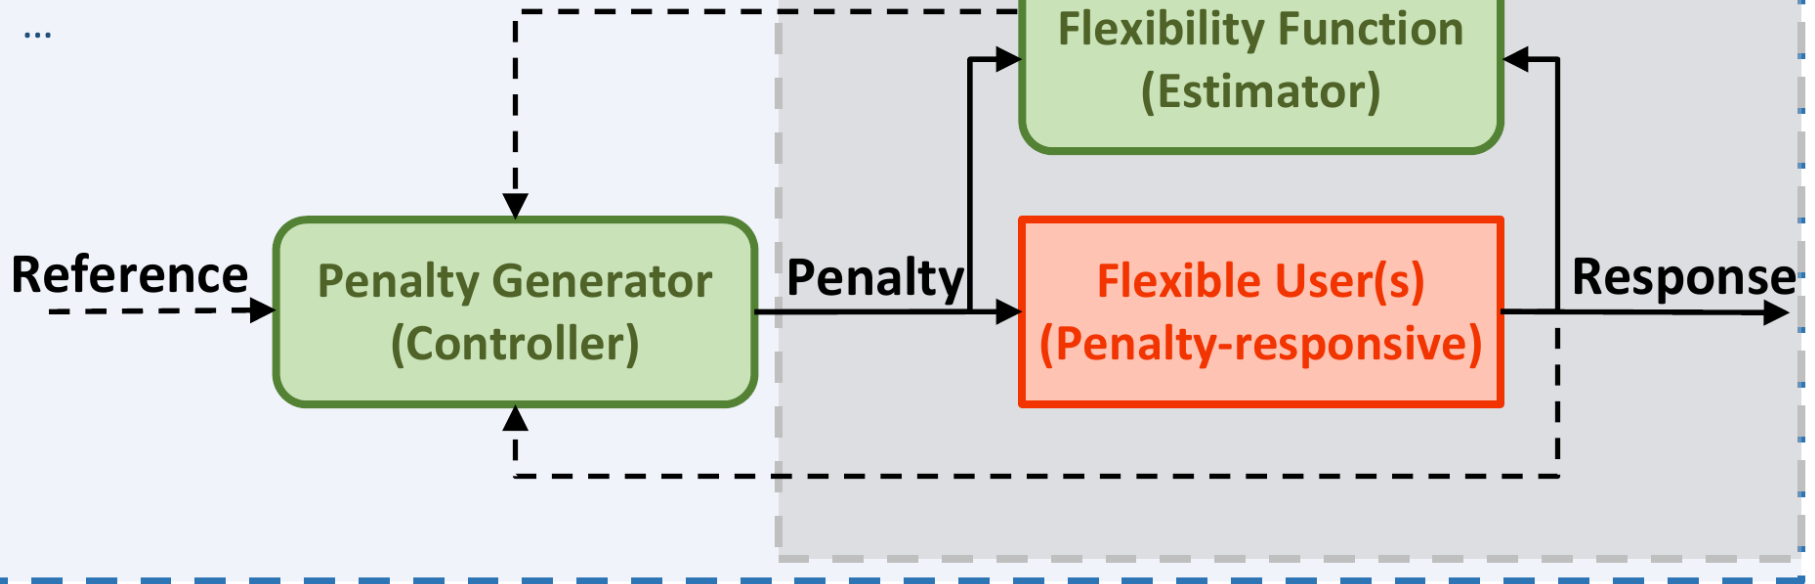 ...
Flexibility Function
(Estimator)
Reference
Penalty Generator
(Controller)
Penalty
Flexible User(s)
(Penalty-responsive)
Response